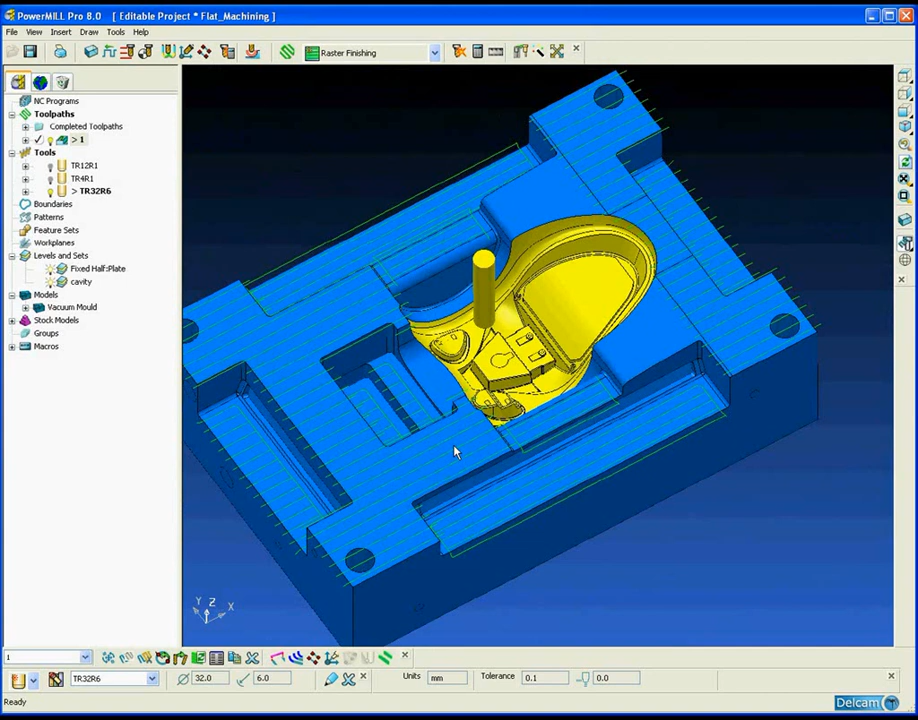 PowerMILL Pro 8.0 [ Editable Project * Flat_Machining ]
File View Insert Draw Tools Help
Raster Finishing
NC Programs
Toolpaths
Completed Toolpaths
> 1
Tools
TR12R1
TR4R1
> TR32R6
Boundaries
Patterns
Feature Sets
Workplanes
Levels and Sets
Fixed Half:Plate
cavity
Models
Vacuum Mould
Stock Models
Groups
Macros
Y Z X
1
TR32R6 32.0 6.0 Units mm Tolerance 0.1 0.0
Ready
Delcam